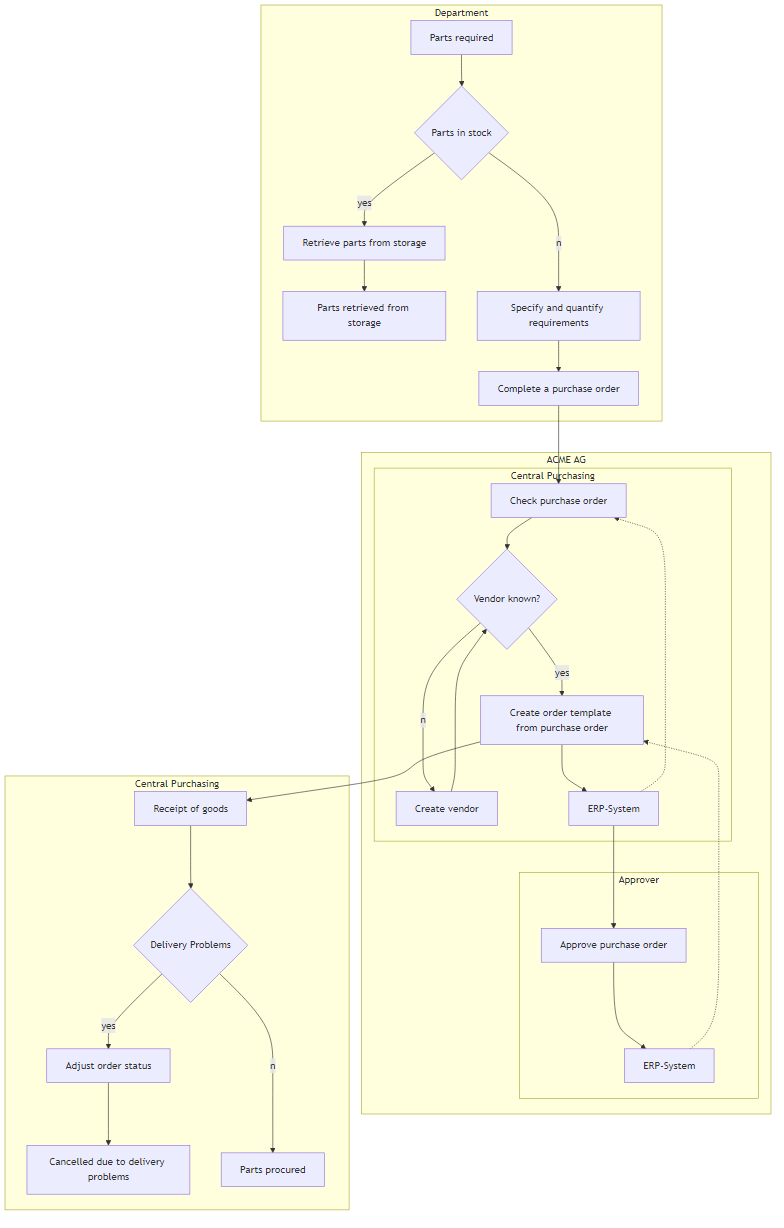 Department
Parts required
Parts in stock
yes
Retrieve parts from storage
n
Parts retrieved from
storage
Specify and quantify
requirements
Complete a purchase order
ACME AG
Central Purchasing
Check purchase order
Vendor known?
yes
n
Create order template
from purchase order
Create vendor
ERP-System
Approver
Approve purchase order
ERP-System
Central Purchasing
Receipt of goods
Delivery Problems
yes
n
Adjust order status
Cancelled due to delivery
problems
Parts procured